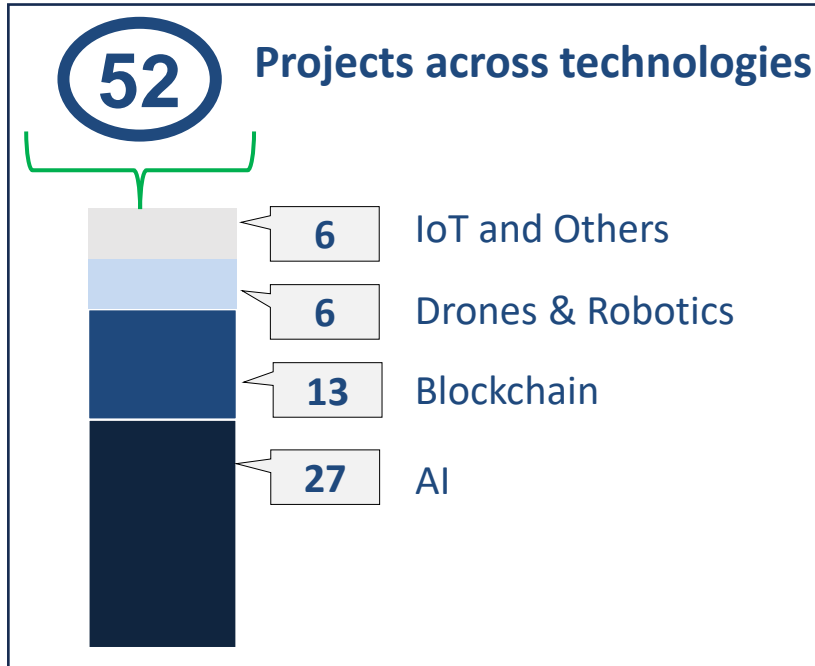 52
Projects across technologies
6 IoT and Others
6 Drones & Robotics
13 Blockchain
27 AI